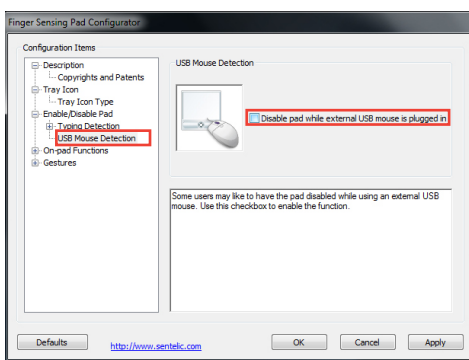 Finger Sensing Pad Configurator
Configuration Items
Description
Copyrights and Patents
Tray Icon
Tray Icon Type
Enable/Disable Pad
Typing Detection
USB Mouse Detection
On-pad Functions
Gestures
USB Mouse Detection
Disable pad while external USB mouse is plugged in
Some users may like to have the pad disabled while using an external USB
mouse. Use this checkbox to enable the function.
Defaults
http://www.sentelic.com
OK
Cancel
Apply